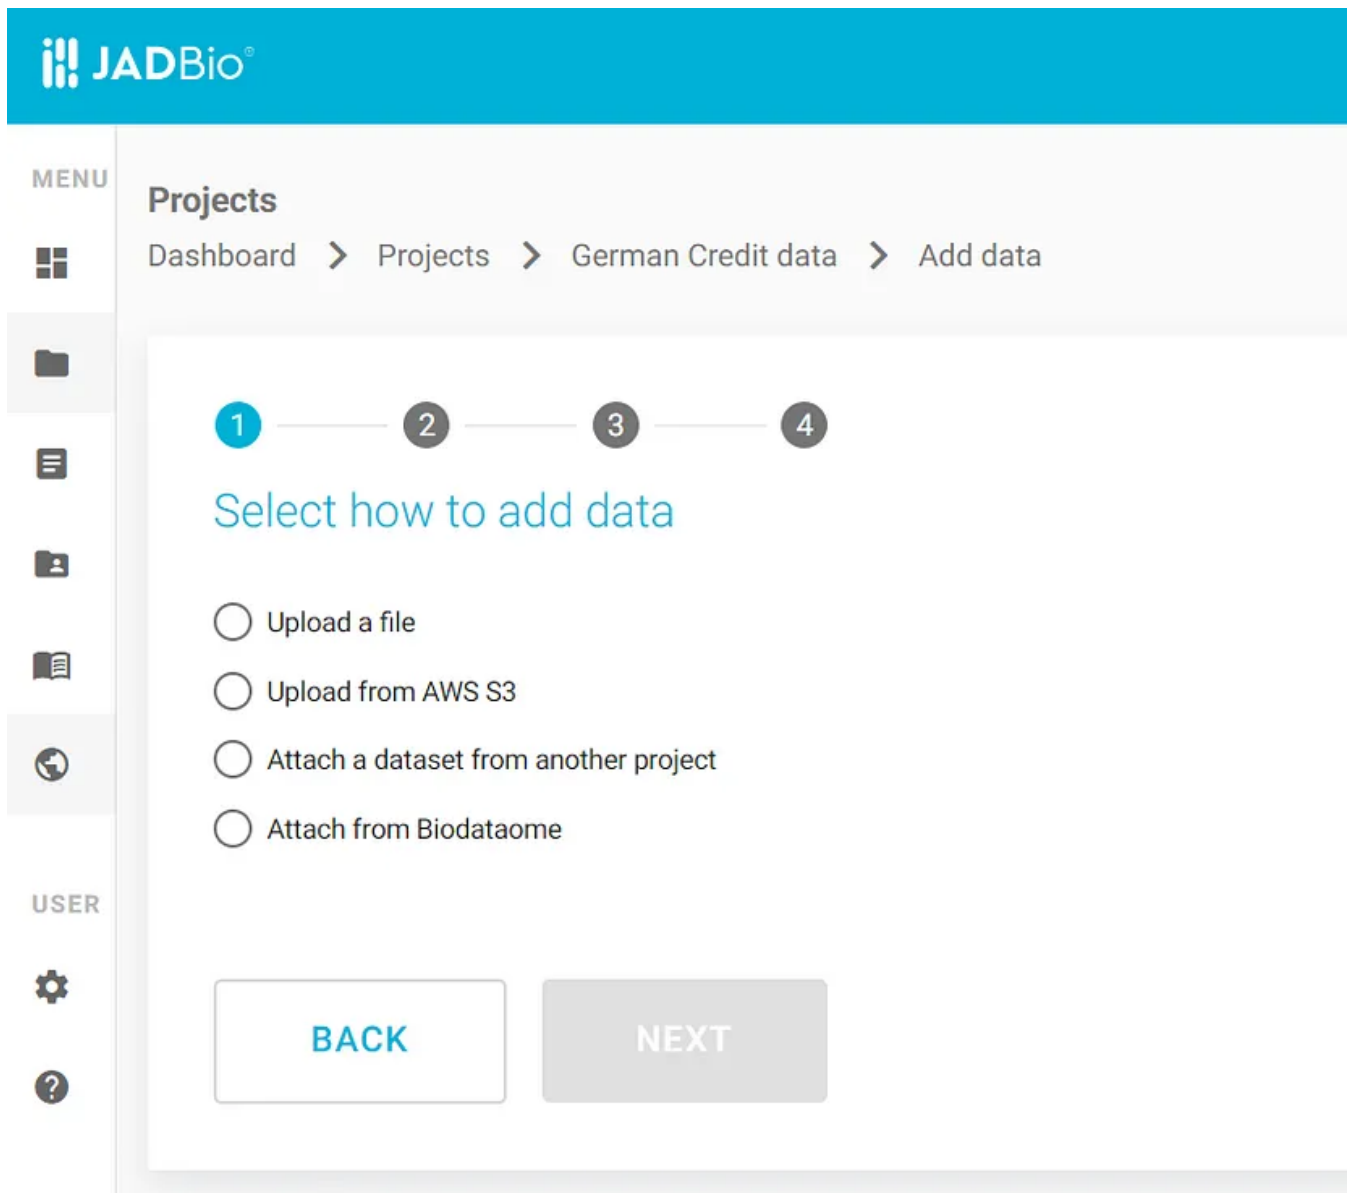 JADBio®
MENU
Projects
Dashboard > Projects > German Credit data > Add data
1 2 3 4
Select how to add data
Upload a file
Upload from AWS S3
Attach a dataset from another project
Attach from Biodataome
USER
BACK NEXT
?